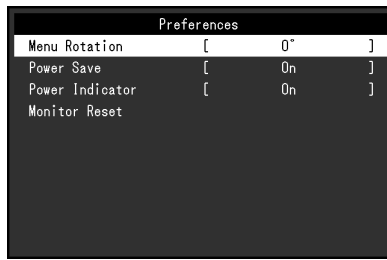 Preferences
Menu Rotation [ 0° ]
Power Save [ On ]
Power Indicator [ On ]
Monitor Reset